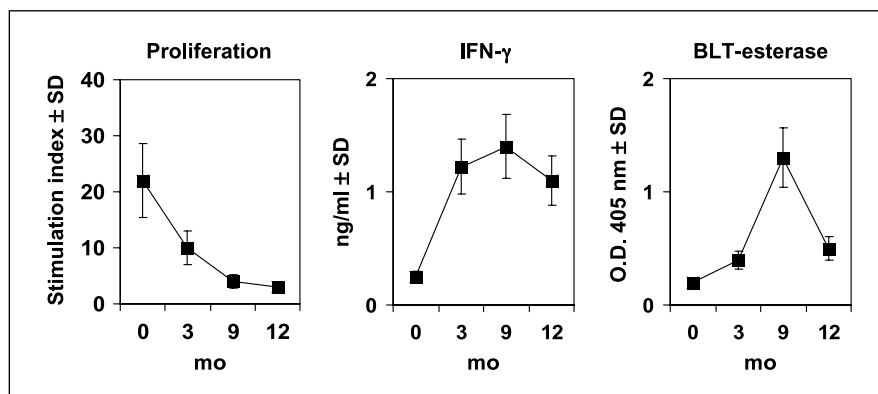 Proliferation
Stimulation index ± SD
40
30
20
10
0
0 3 9 12
mo
IFN-γ
ng/ml ± SD
2
1
0
0 3 9 12
mo
BLT-esterase
O.D. 405 nm ± SD
2
1
0
0 3 9 12
mo